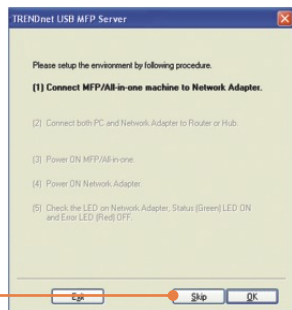 TRENDnet USB MFP Server
Please setup the environment by following procedure.
(1) Connect MFP/All-in-one machine to Network Adapter.
(2) Connect both PC and Network Adapter to Router or Hub.
(3) Power ON MFP/All-in-one.
(4) Power ON Network Adapter.
(5) Check the LED on Network Adapter, Status (Green) LED ON
and Error LED (Red) OFF.
Exit Skip OK